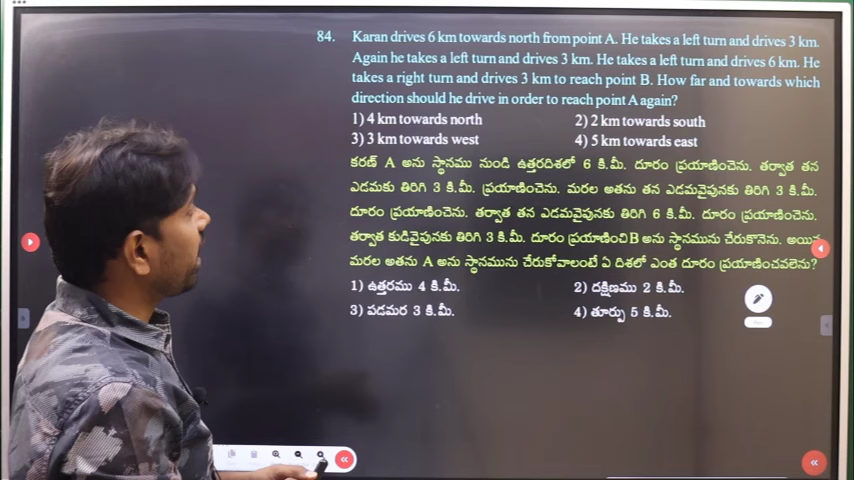 84. Karan drives 6 km towards north from point A. He takes a left turn and drives 3 km.
Again he takes a left turn and drives 3 km. He takes a left turn and drives 6 km. He
takes a right turn and drives 3 km to reach point B. How far and towards which
direction should he drive in order to reach point A again?
1) 4 km towards north 2) 2 km towards south
3) 3 km towards west 4) 5 km towards east
కరణ్ A అను స్థానము నుండి ఉత్తరదిశలో 6 కి.మీ. దూరం ప్రయాణించెను. తర్వాత తన
ఎడమకు తిరిగి 3 కి.మీ. ప్రయాణించెను. మరల అతను తన ఎడమవైపునకు తిరిగి 3 కి.మీ.
దూరం ప్రయాణించెను. తర్వాత తన ఎడమవైపునకు తిరిగి 6 కి.మీ. దూరం ప్రయాణించెను.
తర్వాత కుడివైపునకు తిరిగి 3 కి.మీ. దూరం ప్రయాణించి B అను స్థానమును చేరుకొనెను.
మరల అతను A అను స్థానమును చేరుకోవాలంటే ఏ దిశలో ఎంత దూరం ప్రయాణించవలెను?
1) ఉత్తరము 4 కి.మీ. 2) దక్షిణము 2 కి.మీ.
3) పడమర 3 కి.మీ. 4) తూర్పు 5 కి.మీ.